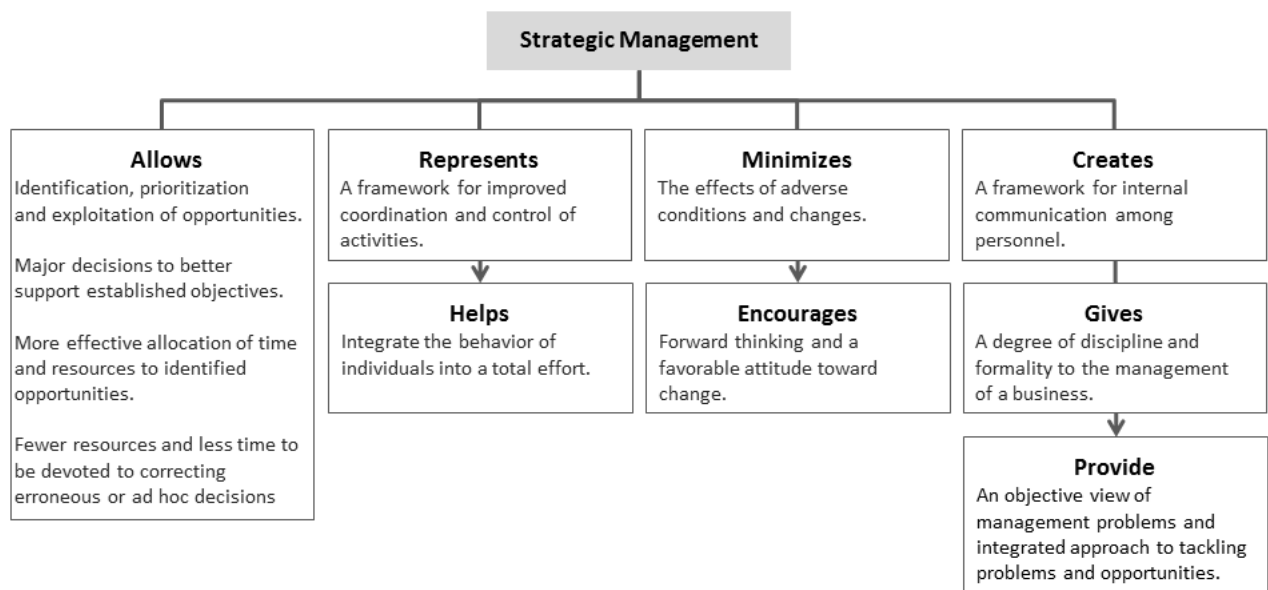 Strategic Management
Allows
Identification, prioritization
and exploitation of opportunities.
Major decisions to better
support established objectives.
More effective allocation of time
and resources to identified
opportunities.
Fewer resources and less time to
be devoted to correcting
erroneous or ad hoc decisions
Represents
A framework for improved
coordination and control of
activities.
Helps
Integrate the behavior of
individuals into a total effort.
Minimizes
The effects of adverse
conditions and changes.
Encourages
Forward thinking and a
favorable attitude toward
change.
Creates
A framework for internal
communication among
personnel.
Gives
A degree of discipline and
formality to the management
of a business.
Provide
An objective view of
management problems and
integrated approach to tackling
problems and opportunities.